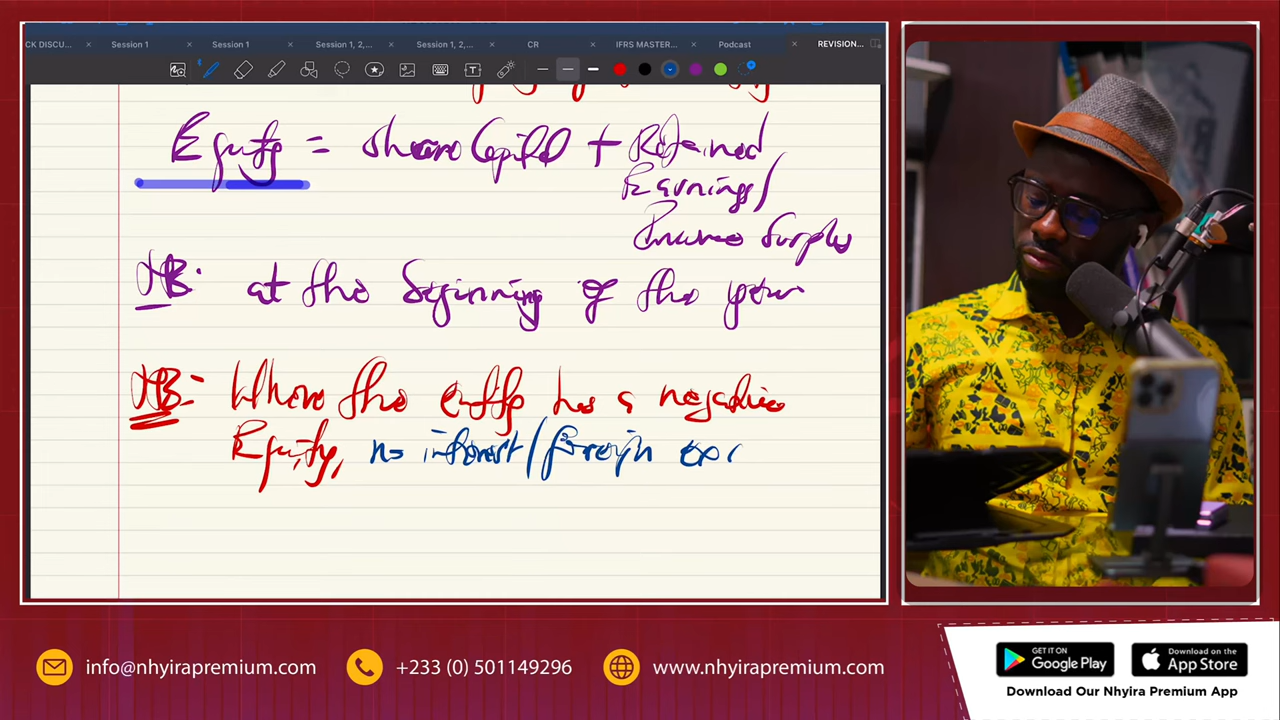 CK DISCU...
Session 1
Session 1
Session 1, 2,...
Session 1, 2,...
CR
IFRS MASTER...
Podcast
REVISION...
Equity = share Capital + Retained
Earnings/
Income Surplus
NB: at the beginning of the year
NB: Where the entity has a negative
Equity, no interest/foreign exc
info@nhyirapremium.com
+233 (0) 501149296
www.nhyirapremium.com
GET IT ON
Google Play
Download on the
App Store
Download Our Nhyira Premium App